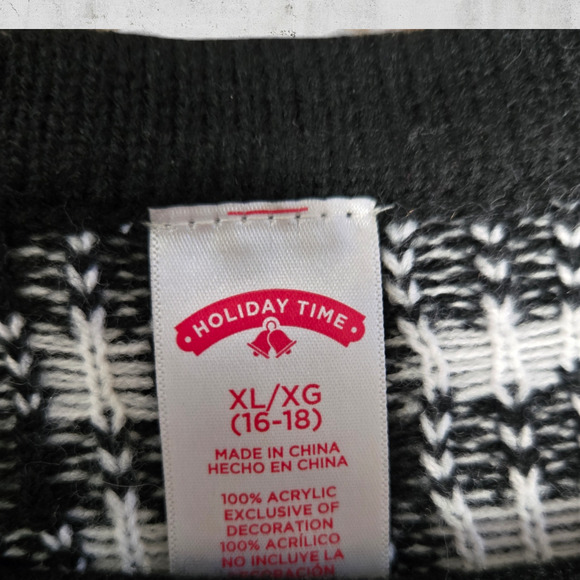 • HOLIDAY TIME •
XL/XG
(16-18)
MADE IN CHINA
HECHO EN CHINA
100% ACRYLIC
EXCLUSIVE OF
DECORATION
100% ACRÍLICO
NO INCLUYE LA
DECORACIÓN